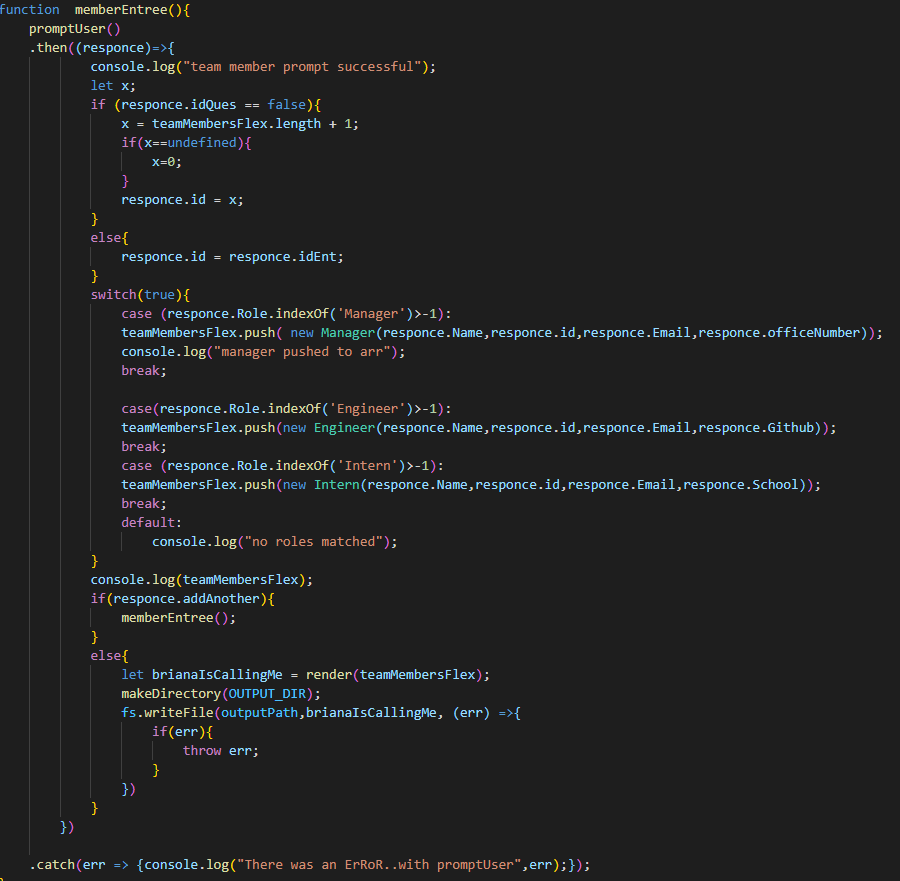 function  memberEntree(){
    promptUser()
    .then((responce)=>{
            console.log("team member prompt successful");
            let x;
            if (responce.idQues == false){
                x = teamMembersFlex.length + 1;
                if(x==undefined){
                    x=0;
                }
                responce.id = x;
            }
            else{
                responce.id = responce.idEnt;
            }
            switch(true){
                case (responce.Role.indexOf('Manager')>-1):
                teamMembersFlex.push( new Manager(responce.Name,responce.id,responce.Email,responce.officeNumber));
                console.log("manager pushed to arr");
                break;

                case(responce.Role.indexOf('Engineer')>-1):
                teamMembersFlex.push(new Engineer(responce.Name,responce.id,responce.Email,responce.Github));
                break;
                case (responce.Role.indexOf('Intern')>-1):
                teamMembersFlex.push(new Intern(responce.Name,responce.id,responce.Email,responce.School));
                break;
                default:
                    console.log("no roles matched");
            }
            console.log(teamMembersFlex);
            if(responce.addAnother){
                memberEntree();
            }
            else{
                let brianaIsCallingMe = render(teamMembersFlex);
                makeDirectory(OUTPUT_DIR);
                fs.writeFile(outputPath,brianaIsCallingMe, (err) =>{
                    if(err){
                        throw err;
                    }
                })
            }
        })

    .catch(err => {console.log("There was an ErRoR..with promptUser",err);});